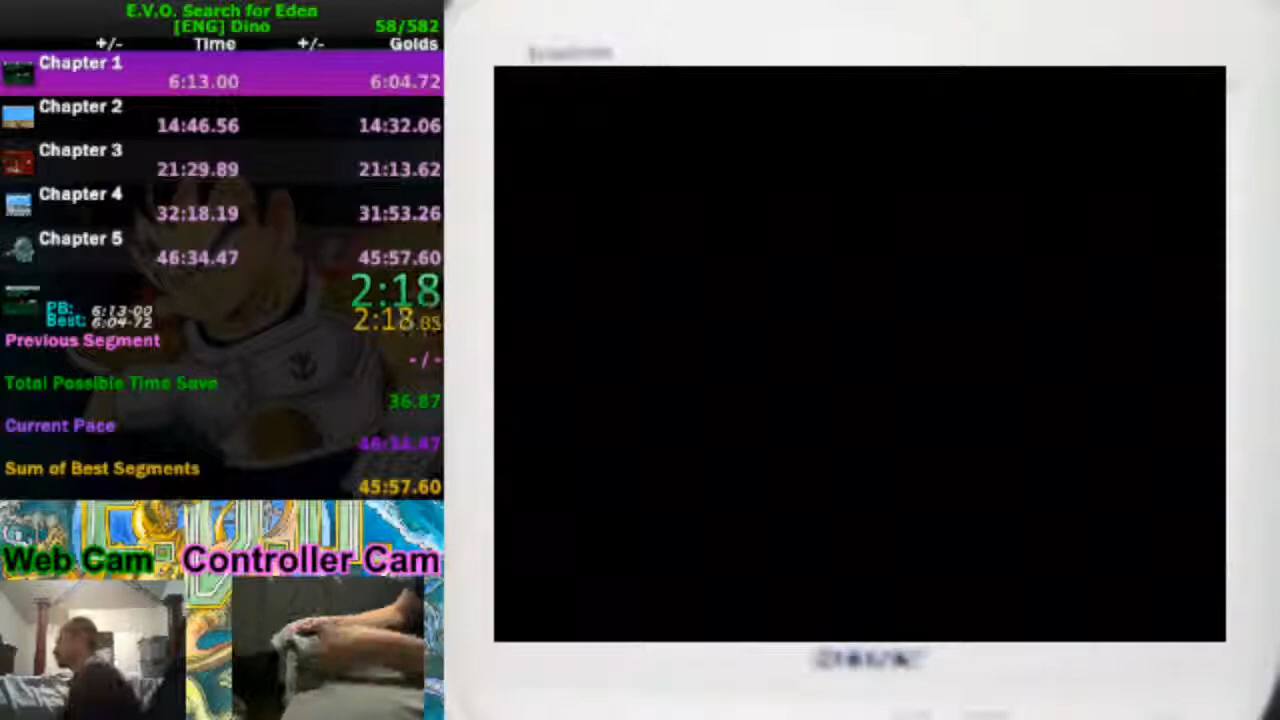 E.V.O. Search for Eden
[ENG] Dino 58/582
+/- Time +/- Golds
Chapter 1
6:13.00 6:04.72
Chapter 2
14:46.56 14:32.06
Chapter 3
21:29.89 21:13.62
Chapter 4
32:18.19 31:53.26
Chapter 5
46:34.47 45:57.60
2:18
PB: 6:13.00
Best: 6:04.72
2:18.85
Previous Segment
- / -
Total Possible Time Save
36.87
Current Pace
46:34.47
Sum of Best Segments
45:57.60
Web Cam Controller Cam